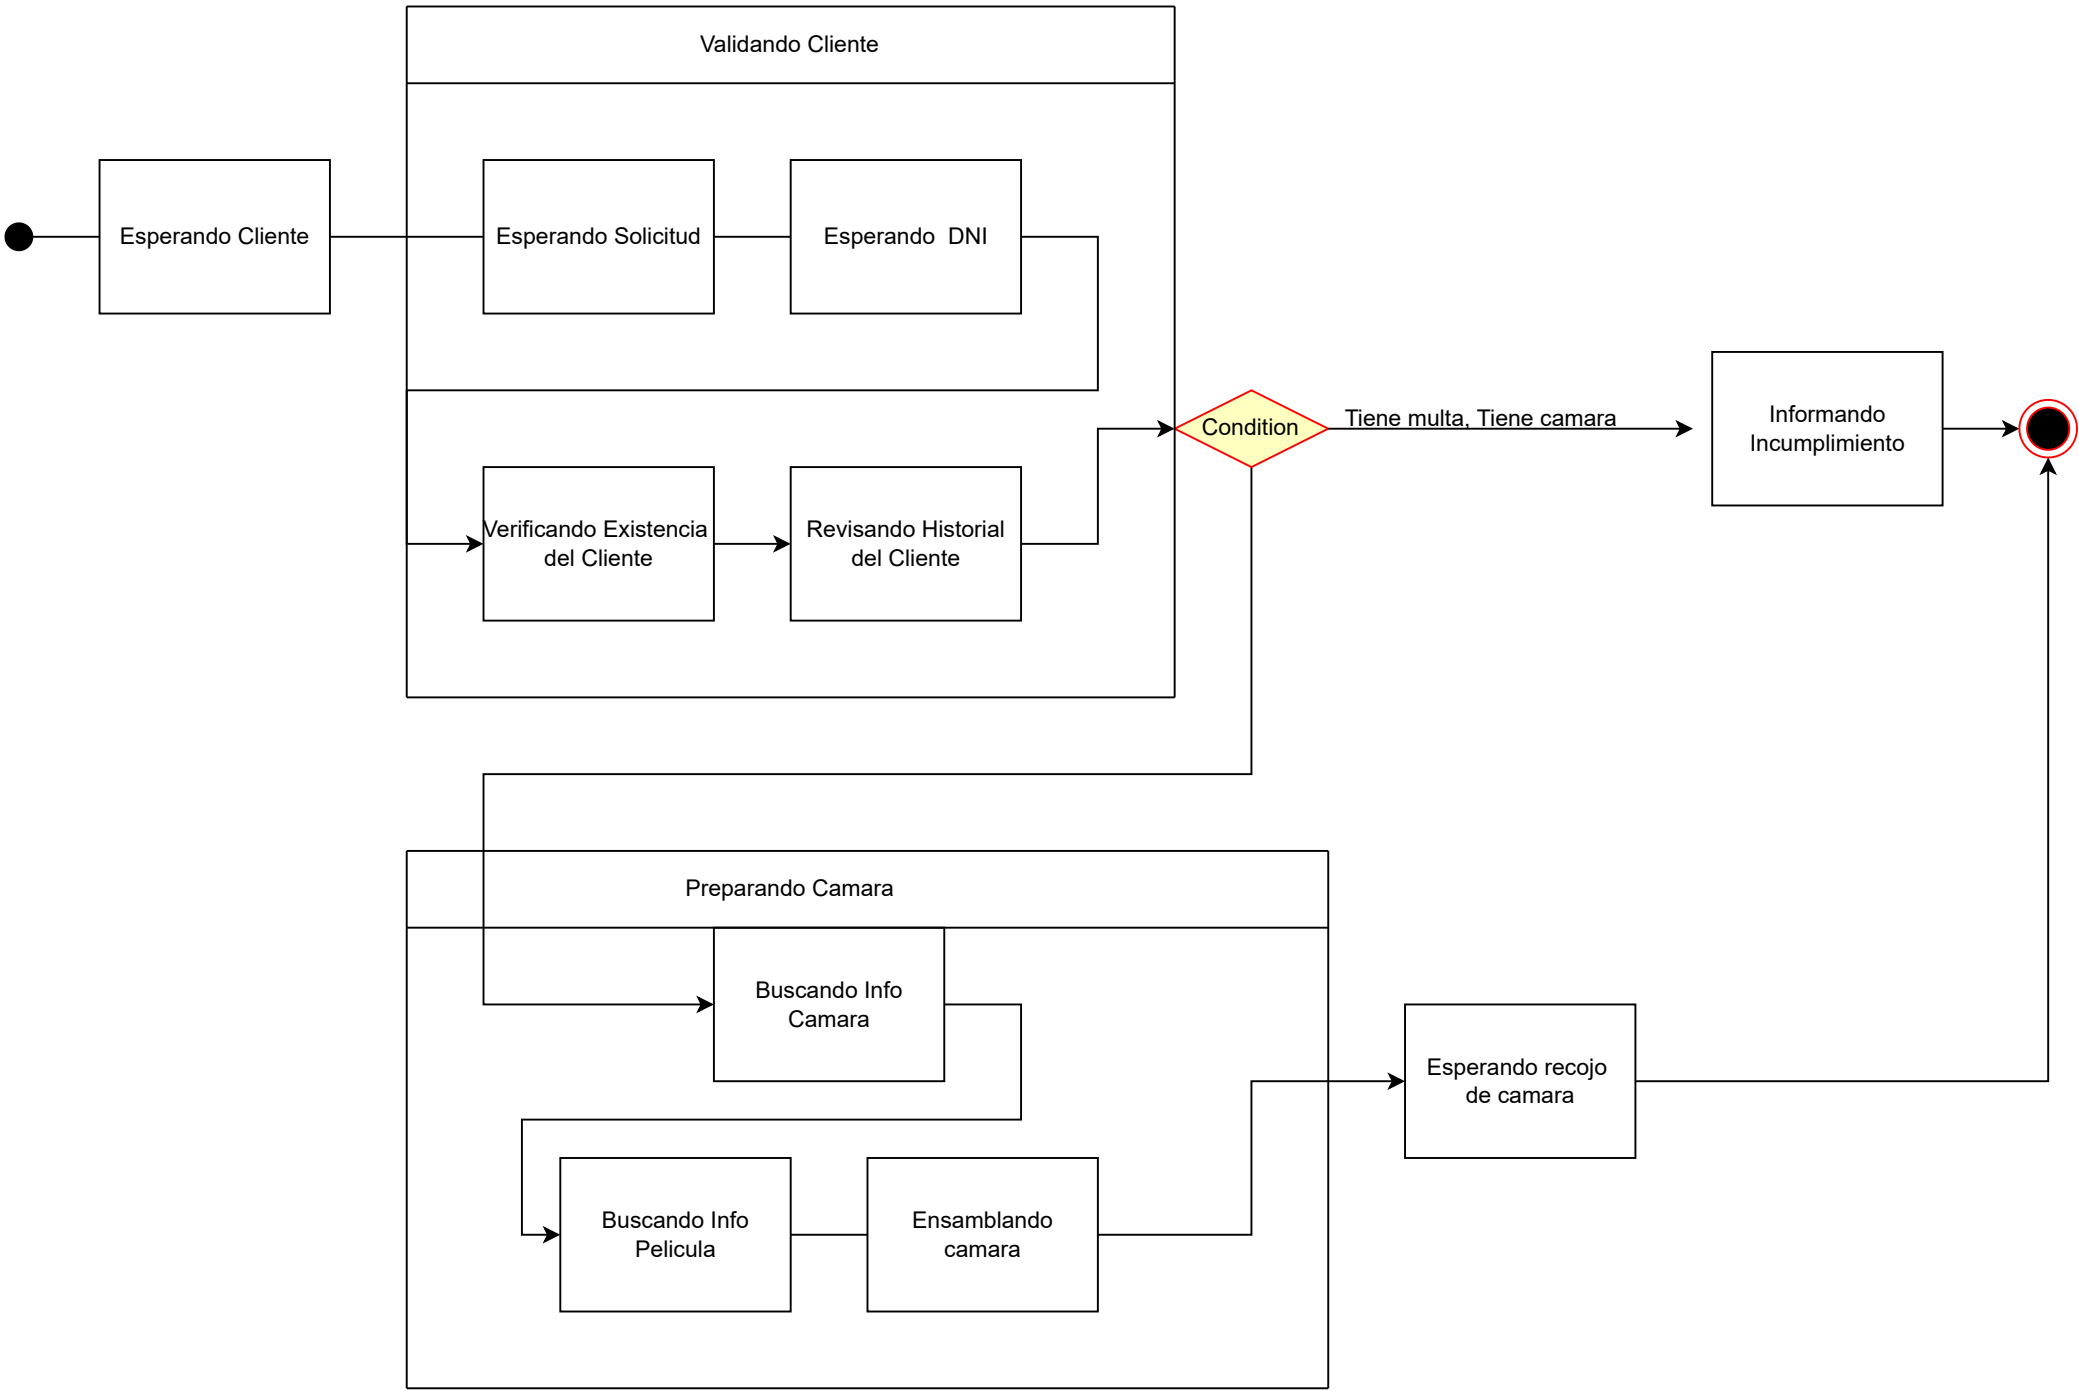 Validando Cliente
Esperando Cliente
Esperando Solicitud
Esperando  DNI
Verificando Existencia
del Cliente
Revisando Historial
del Cliente
Condition
Tiene multa, Tiene camara
Informando
Incumplimiento
Preparando Camara
Buscando Info
Camara
Buscando Info
Pelicula
Ensamblando
camara
Esperando recojo
de camara